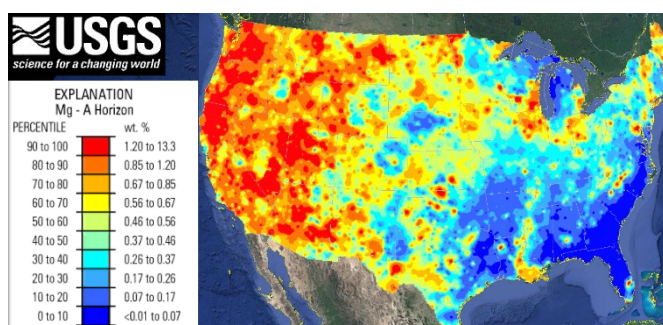 USGS
science for a changing world
EXPLANATION
Mg - A Horizon
PERCENTILE wt. %
90 to 100 1.20 to 13.3
80 to 90 0.85 to 1.20
70 to 80 0.67 to 0.85
60 to 70 0.56 to 0.67
50 to 60 0.46 to 0.56
40 to 50 0.37 to 0.46
30 to 40 0.26 to 0.37
20 to 30 0.17 to 0.26
10 to 20 0.07 to 0.17
0 to 10 <0.01 to 0.07